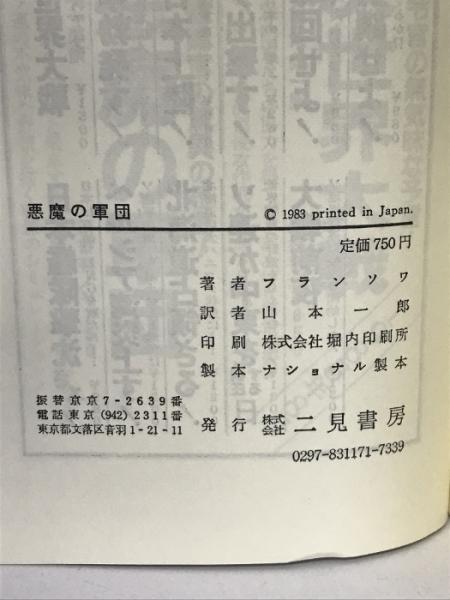 悪魔の軍団
© 1983 printed in Japan.
定価750円
著者 フランソワ
訳者 山本一郎
印刷 株式会社堀内印刷所
製本 ナショナル製本
振替京京7-2639番
電話東京(942)2311番
東京都文落区音羽1-21-11
発行 株式会社 二見書房
0297-831171-7339